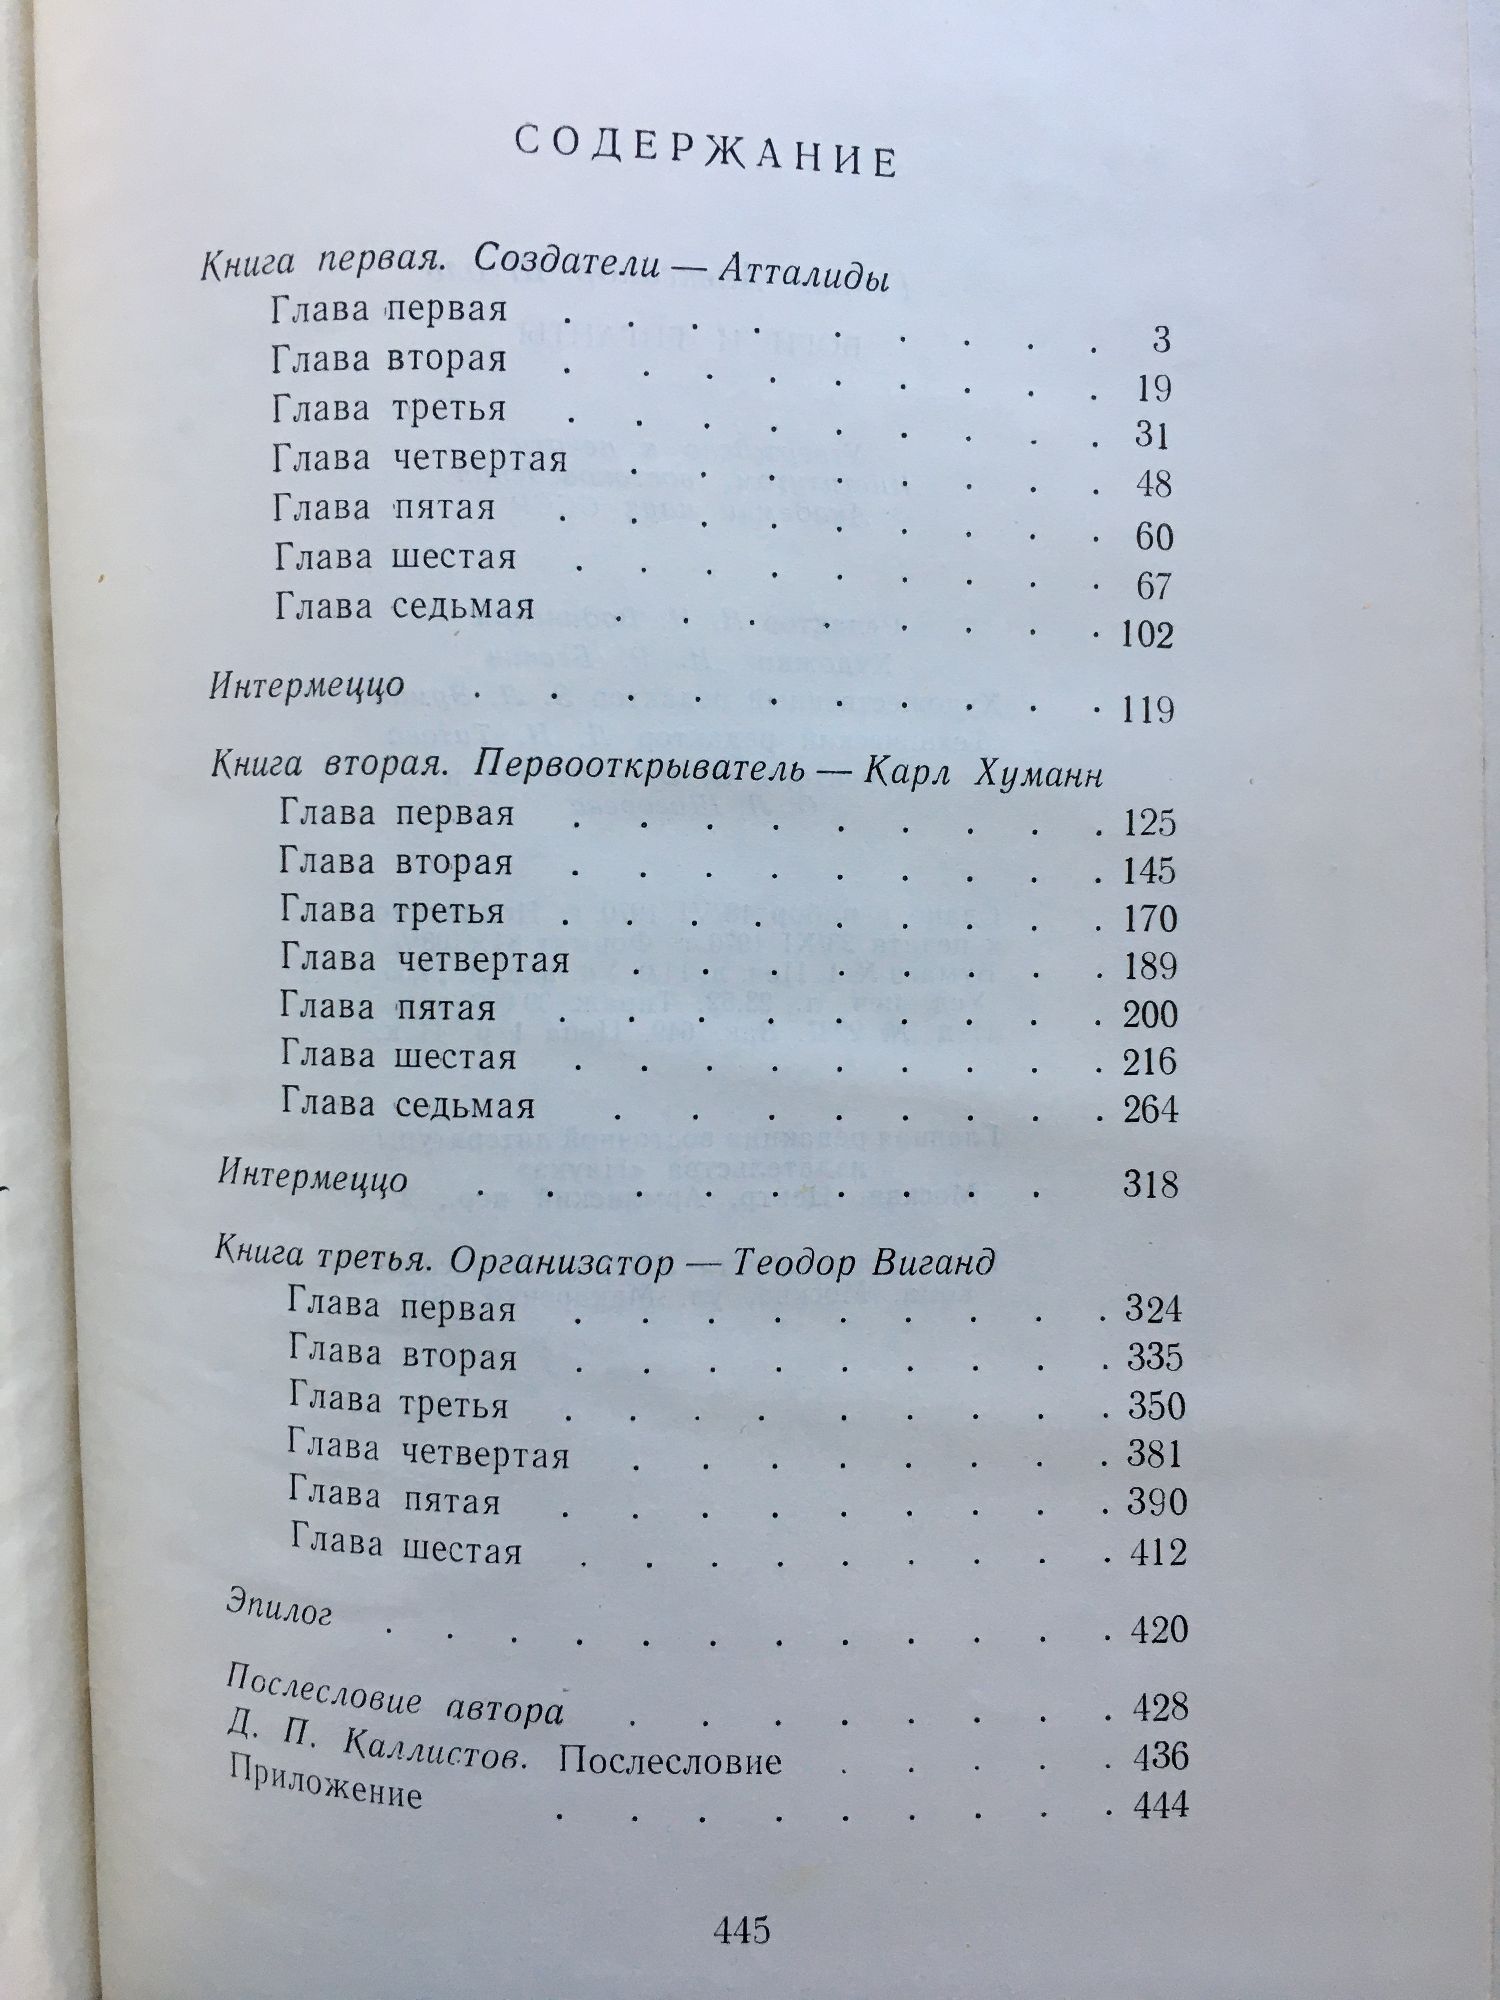 СОДЕРЖАНИЕ
Книга первая. Создатели — Атталиды
Глава первая . . . . . . . . . 3
Глава вторая . . . . . . . . . 19
Глава третья . . . . . . . . . 31
Глава четвертая . . . . . . . . 48
Глава пятая . . . . . . . . . 60
Глава шестая . . . . . . . . . 67
Глава седьмая . . . . . . . . 102
Интермеццо . . . . . . . . . . 119
Книга вторая. Первооткрыватель — Карл Хуманн
Глава первая . . . . . . . . . 125
Глава вторая . . . . . . . . . 145
Глава третья . . . . . . . . . 170
Глава четвертая . . . . . . . . 189
Глава пятая . . . . . . . . . 200
Глава шестая . . . . . . . . . 216
Глава седьмая . . . . . . . . 264
Интермеццо . . . . . . . . . 318
Книга третья. Организатор — Теодор Виганд
Глава первая . . . . . . . . . 324
Глава вторая . . . . . . . . . 335
Глава третья . . . . . . . . . 350
Глава четвертая . . . . . . . . 381
Глава пятая . . . . . . . . . 390
Глава шестая . . . . . . . . . 412
Эпилог . . . . . . . . . . . . 420
Послесловие автора . . . . . . . . 428
Д. П. Каллистов. Послесловие . . . . . 436
Приложение . . . . . . . . . 444
445